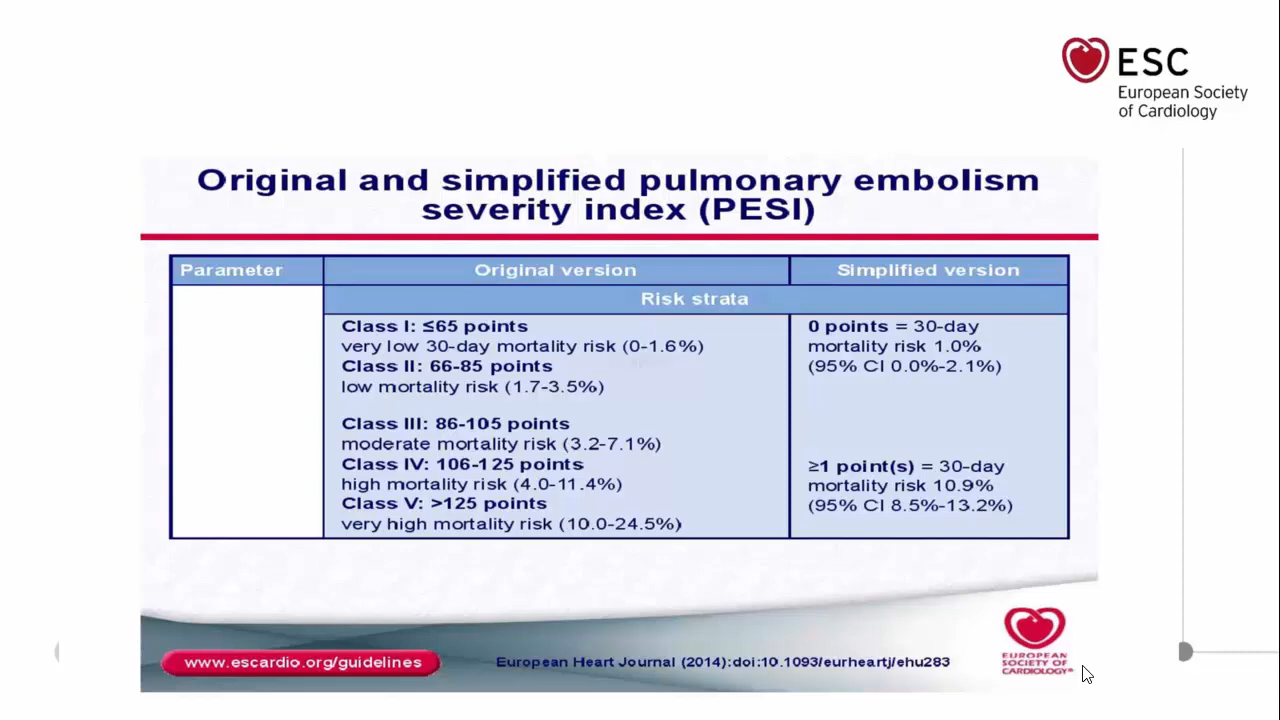 ESC
European Society
of Cardiology
Original and simplified pulmonary embolism
severity index (PESI)
Parameter
Original version
Simplified version
Risk strata
Class I: ≤65 points
very low 30-day mortality risk (0-1.6%)
Class II: 66-85 points
low mortality risk (1.7-3.5%)
Class III: 86-105 points
moderate mortality risk (3.2-7.1%)
Class IV: 106-125 points
high mortality risk (4.0-11.4%)
Class V: >125 points
very high mortality risk (10.0-24.5%)
0 points = 30-day
mortality risk 1.0%
(95% CI 0.0%-2.1%)
≥1 point(s) = 30-day
mortality risk 10.9%
(95% CI 8.5%-13.2%)
www.escardio.org/guidelines
European Heart Journal (2014):doi:10.1093/eurheartj/ehu283
EUROPEAN
SOCIETY OF
CARDIOLOGY®